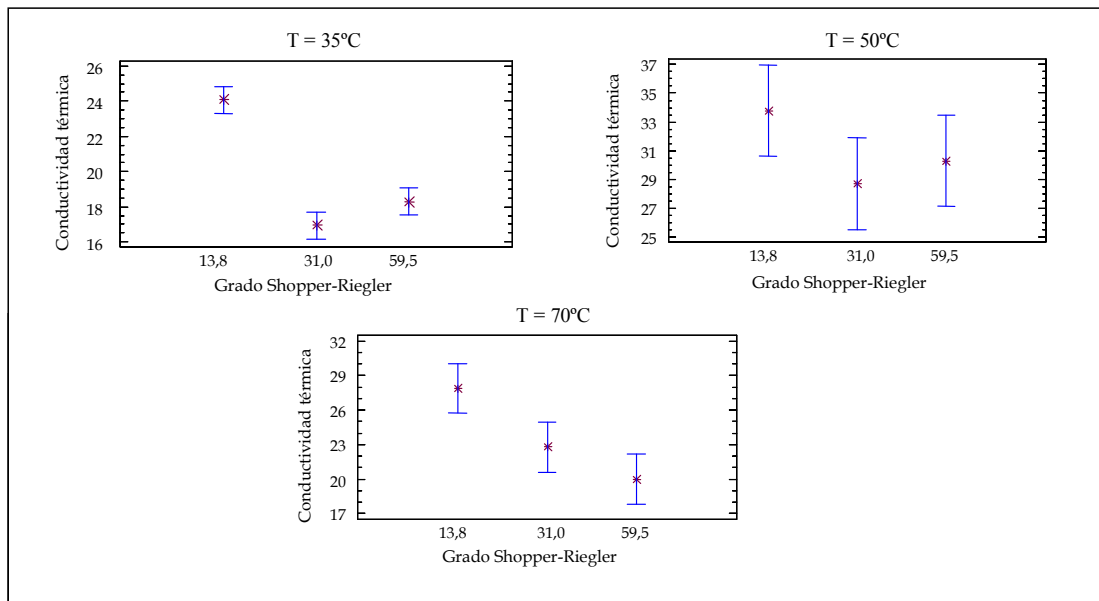 T = 35ºC
Conductividad térmica
26
24
22
20
18
16
13,8 31,0 59,5
Grado Shopper-Riegler
T = 50ºC
Conductividad térmica
37
35
33
31
29
27
25
13,8 31,0 59,5
Grado Shopper-Riegler
T = 70ºC
Conductividad térmica
32
29
26
23
20
17
13,8 31,0 59,5
Grado Shopper-Riegler